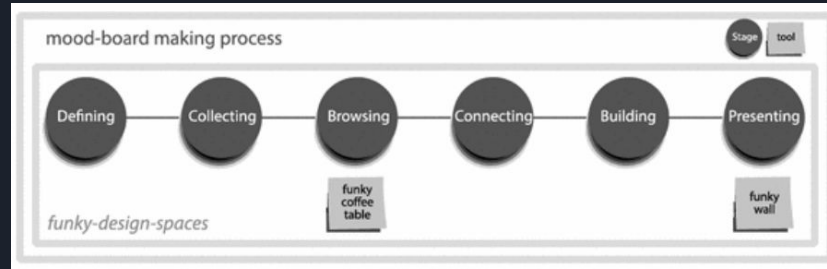 mood-board making process
Stage
tool
Defining
Collecting
Browsing
Connecting
Building
Presenting
funky
coffee
table
funky
wall
funky-design-spaces